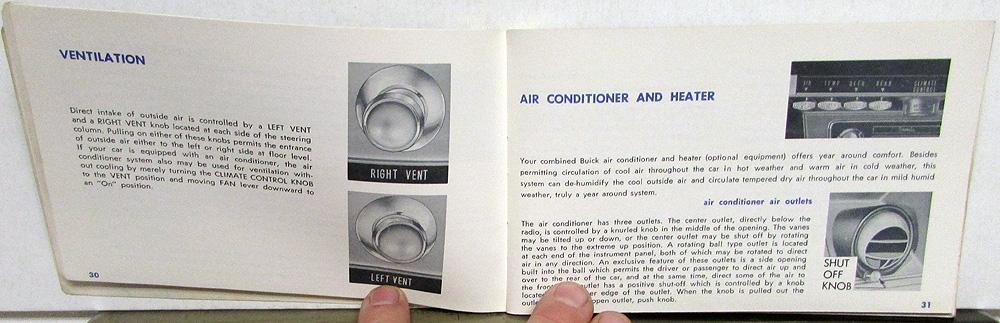 VENTILATION
Direct intake of outside air is controlled by a LEFT VENT
and a RIGHT VENT knob located at each side of the steering
column. Pulling on either of these knobs permits the entrance
of outside air either to the left or right side at floor level.
If your car is equipped with an air conditioner, the air
conditioner system also may be used for ventilation with-
out cooling by merely turning the CLIMATE CONTROL KNOB
to the VENT position and moving FAN lever downward to
an "On" position.
RIGHT VENT
LEFT VENT
30
AIR CONDITIONER AND HEATER
AIR TEMP DEFR REAR
CLIMATE
CONTROL
Your combined Buick air conditioner and heater (optional equipment) offers year around comfort. Besides
permitting circulation of cool air throughout the car in hot weather and warm air in cold weather, this
system can de-humidify the cool outside air and circulate tempered dry air throughout the car in mild humid
weather, truly a year around system.
air conditioner air outlets
The air conditioner has three outlets. The center outlet, directly below the
radio, is controlled by a knurled knob in the middle of the opening. The vanes
may be tilted up or down, or the center outlet may be shut off by rotating
the vanes to the extreme up position. A rotating ball type outlet is located
at each end of the instrument panel, both of which may be rotated to direct
air in any direction. An exclusive feature of these outlets is a side opening
built into the ball which permits the driver or passenger to direct air up and
over to the rear of the car, and at the same time, direct some of the air to
the fron outlet has a positive shut-off which is controlled by a knob
locate er edge of the outlet. When the knob is pulled out the
outle open outlet, push knob.
SHUT
OFF
KNOB
31